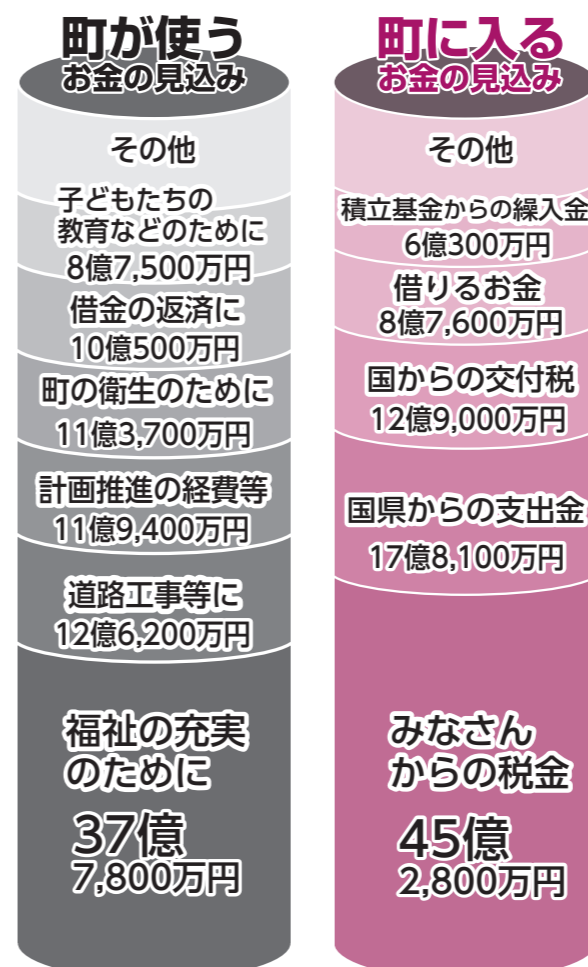 町が使う
お金の見込み
その他
子どもたちの
教育などのために
8億7,500万円
借金の返済に
10億500万円
町の衛生のために
11億3,700万円
計画推進の経費等
11億9,400万円
道路工事等に
12億6,200万円
福祉の充実
のために
37億
7,800万円
町に入る
お金の見込み
その他
積立基金からの繰入金
6億300万円
借りるお金
8億7,600万円
国からの交付税
12億9,000万円
国県からの支出金
17億8,100万円
みなさん
からの税金
45億
2,800万円